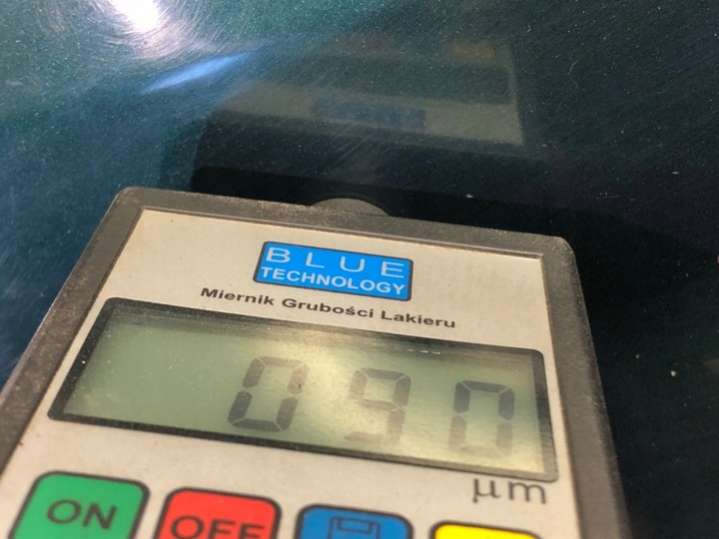 BLUE
TECHNOLOGY
Miernik Grubości Lakieru
090
μm
ON
OFF